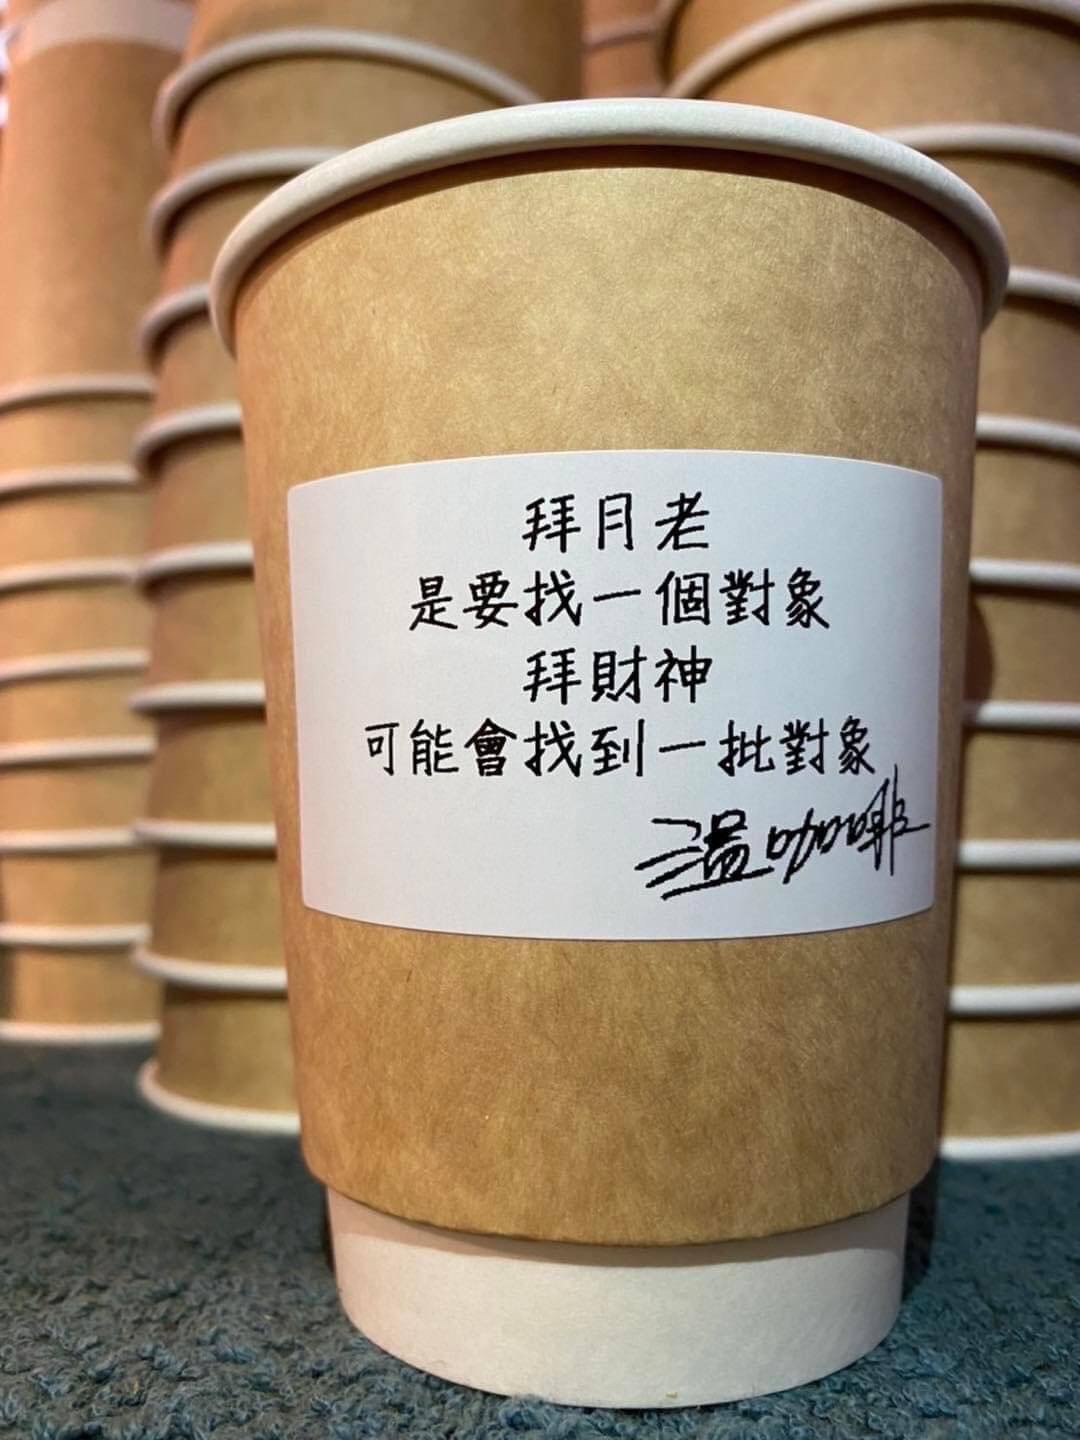 拜月老
是要找一個對象
拜財神
可能會找到一批對象
溫咖啡